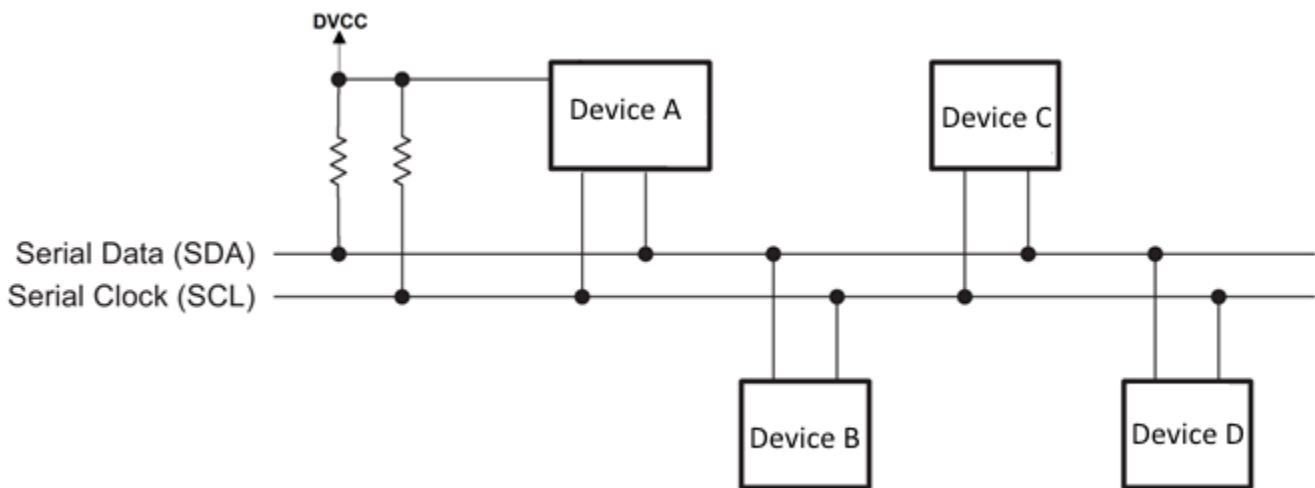 DVCC
Device A
Device C
Serial Data (SDA)
Serial Clock (SCL)
Device B
Device D